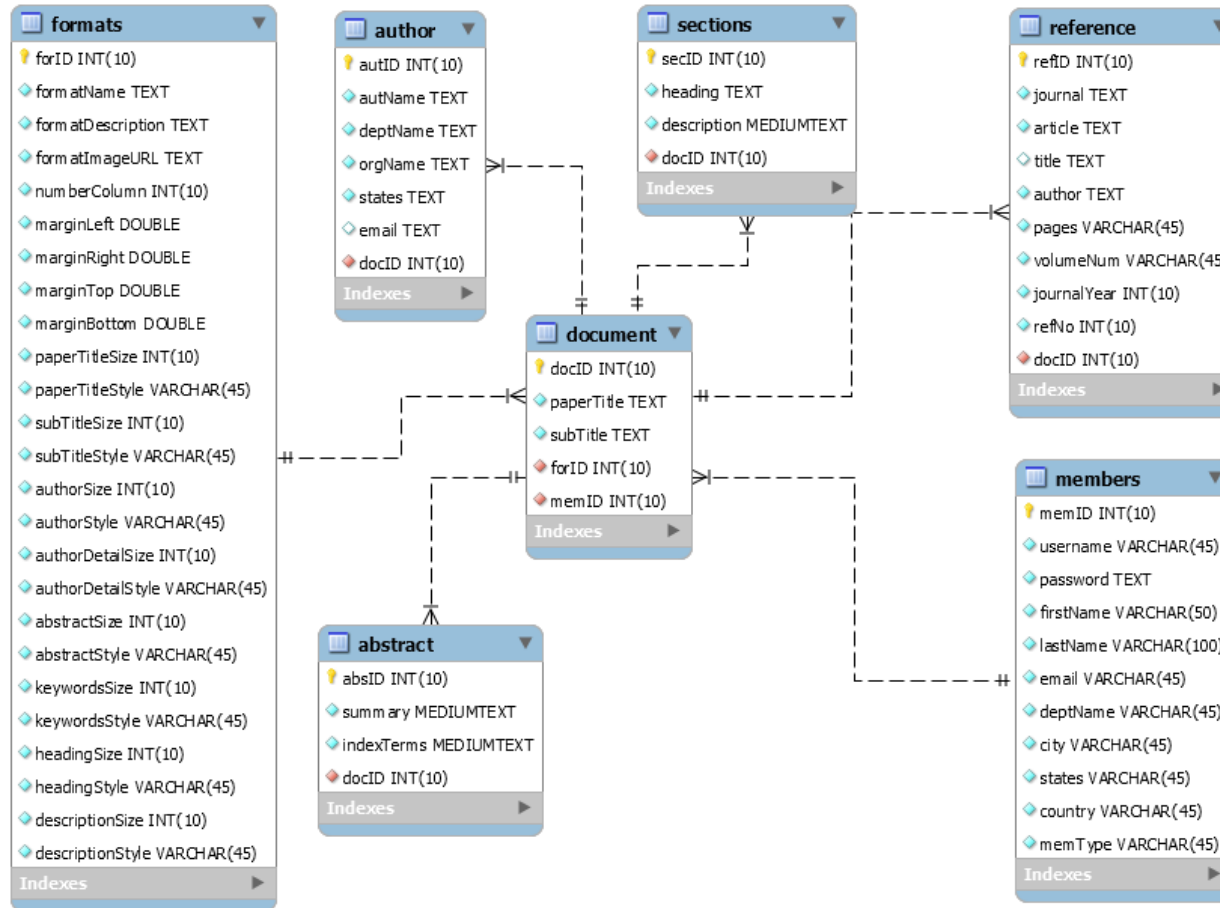 formats
forID INT(10)
formatName TEXT
formatDescription TEXT
formatImageURL TEXT
numberColumn INT(10)
marginLeft DOUBLE
marginRight DOUBLE
marginTop DOUBLE
marginBottom DOUBLE
paperTitleSize INT(10)
paperTitleStyle VARCHAR(45)
subTitleSize INT(10)
subTitleStyle VARCHAR(45)
authorSize INT(10)
authorStyle VARCHAR(45)
authorDetailSize INT(10)
authorDetailStyle VARCHAR(45)
abstractSize INT(10)
abstractStyle VARCHAR(45)
keywordsSize INT(10)
keywordsStyle VARCHAR(45)
headingSize INT(10)
headingStyle VARCHAR(45)
descriptionSize INT(10)
descriptionStyle VARCHAR(45)
Indexes
author
autID INT(10)
autName TEXT
deptName TEXT
orgName TEXT
states TEXT
email TEXT
docID INT(10)
Indexes
sections
secID INT(10)
heading TEXT
description MEDIUMTEXT
docID INT(10)
Indexes
reference
refID INT(10)
journal TEXT
article TEXT
title TEXT
author TEXT
pages VARCHAR(45)
volumeNum VARCHAR(45
journalYear INT(10)
refNo INT(10)
docID INT(10)
Indexes
document
docID INT(10)
paperTitle TEXT
subTitle TEXT
forID INT(10)
memID INT(10)
Indexes
abstract
absID INT(10)
summary MEDIUMTEXT
indexTerms MEDIUMTEXT
docID INT(10)
Indexes
members
memID INT(10)
username VARCHAR(45)
password TEXT
firstName VARCHAR(50)
lastName VARCHAR(100)
email VARCHAR(45)
deptName VARCHAR(45)
city VARCHAR(45)
states VARCHAR(45)
country VARCHAR(45)
memType VARCHAR(45)
Indexes